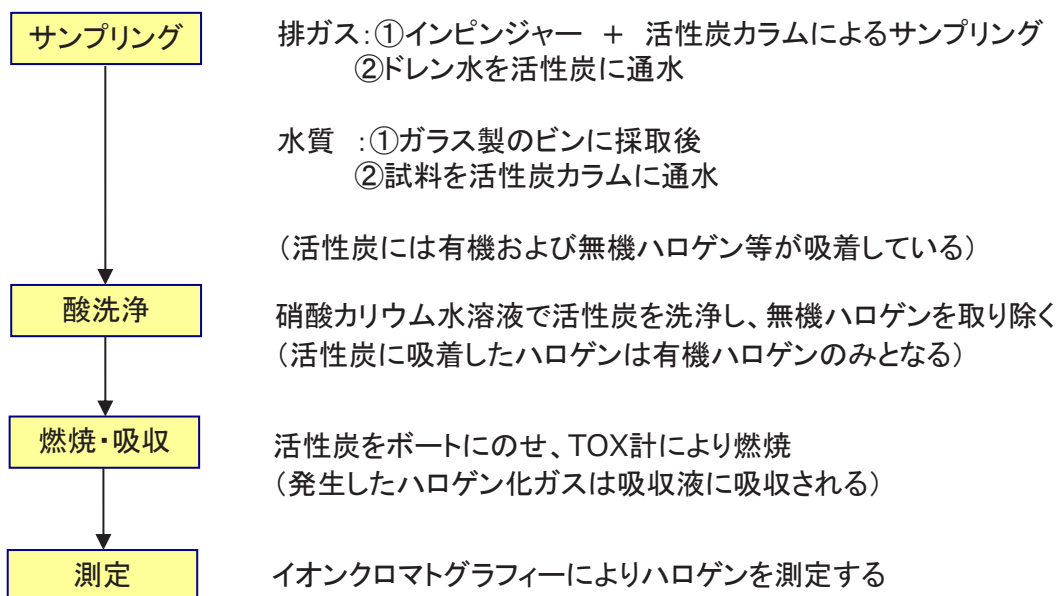 サンプリング
排ガス：①インピンジャー ＋ 活性炭カラムによるサンプリング
②ドレン水を活性炭に通水
水質 ：①ガラス製のビンに採取後
②試料を活性炭カラムに通水
（活性炭には有機および無機ハロゲン等が吸着している）
酸洗浄
硝酸カリウム水溶液で活性炭を洗浄し、無機ハロゲンを取り除く
（活性炭に吸着したハロゲンは有機ハロゲンのみとなる）
燃焼・吸収
活性炭をボートにのせ、TOX計により燃焼
（発生したハロゲン化ガスは吸収液に吸収される）
測定
イオンクロマトグラフィーによりハロゲンを測定する